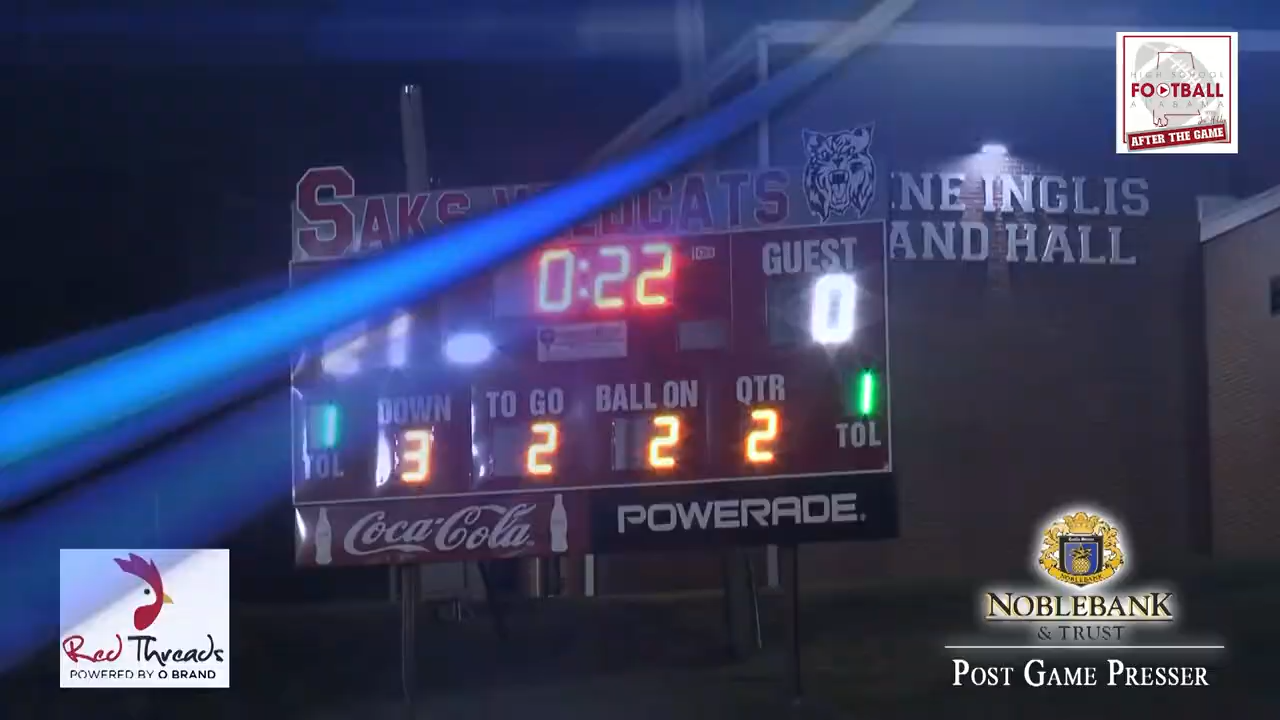 HIGH SCHOOL
FOOTBALL
ALABAMA
AFTER THE GAME
SAKS WILDCATS
NE INGLIS
AND HALL
0:22
GUEST
0
1
DOWN
3
TO GO
2
BALL ON
2
QTR
2
1
TOL
TOL
Coca-Cola
POWERADE
Red Threads
POWERED BY O BRAND
NOBLEBANK
NOBLEBANK
& TRUST
POST GAME PRESSER